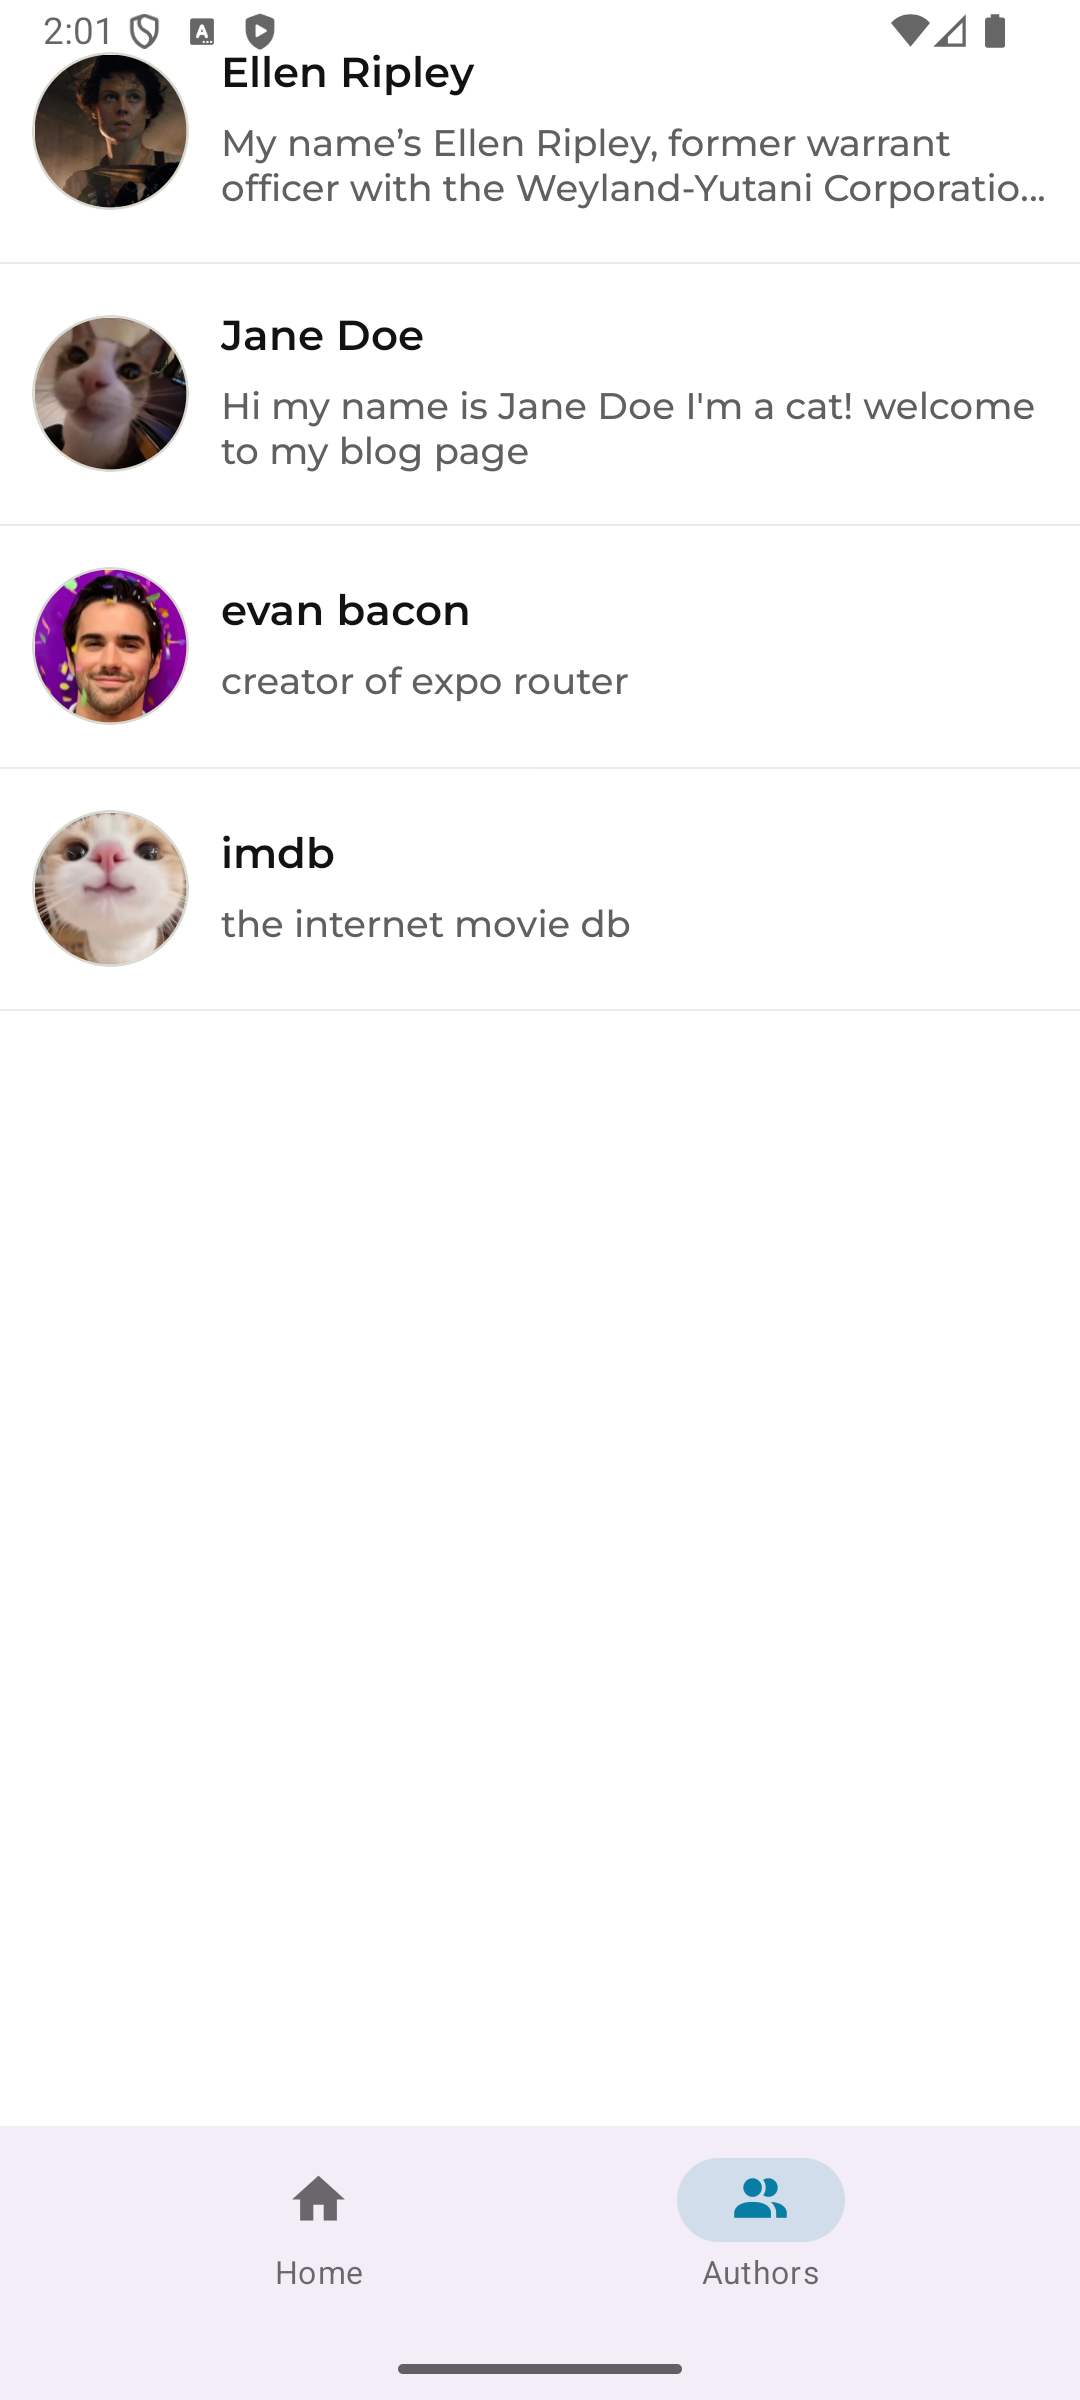 2:01
Ellen Ripley
My name’s Ellen Ripley, former warrant
officer with the Weyland-Yutani Corporatio...
Jane Doe
Hi my name is Jane Doe I'm a cat! welcome
to my blog page
evan bacon
creator of expo router
imdb
the internet movie db
Home
Authors